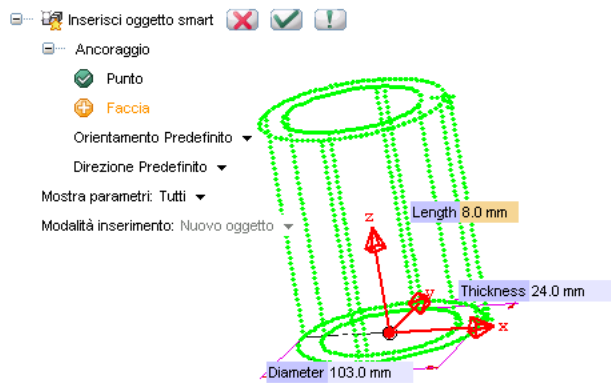 Inserisci oggetto smart
Ancoraggio
Punto
Faccia
Orientamento Predefinito
Direzione Predefinito
Mostra parametri: Tutti
Modalità inserimento: Nuovo oggetto
z
Length 8.0 mm
Thickness 24.0 mm
y
x
Diameter 103.0 mm